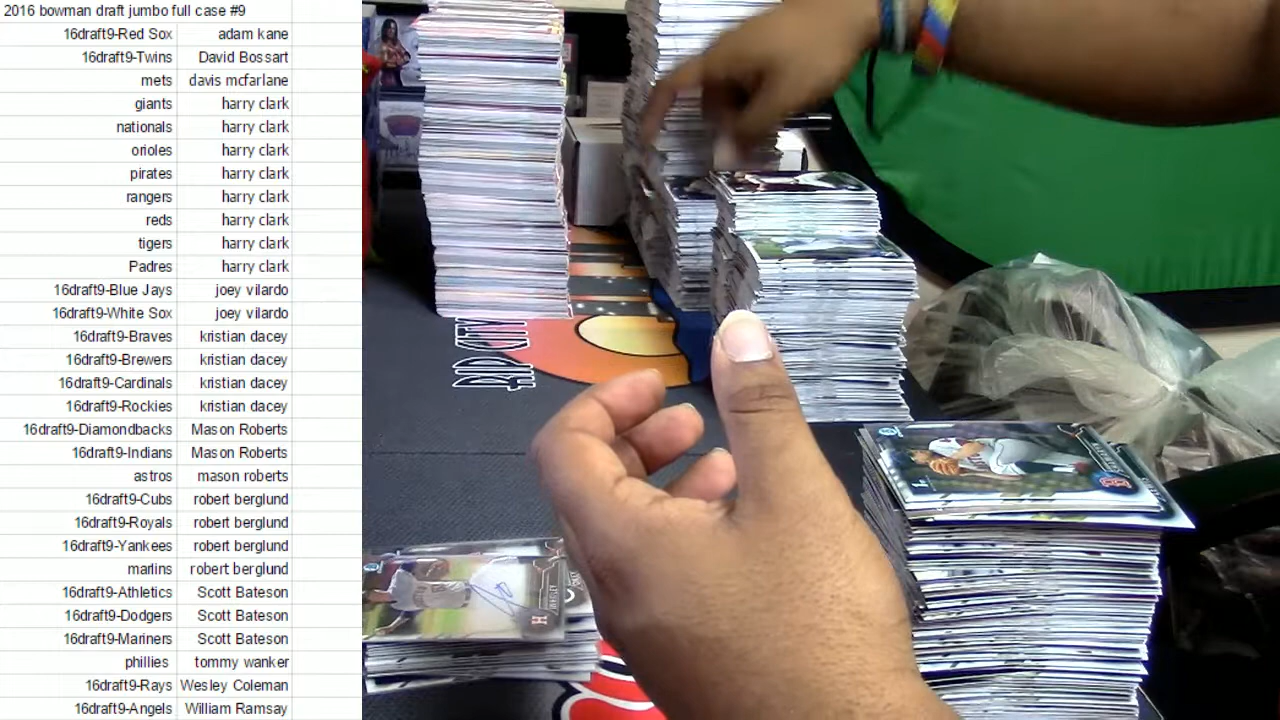 2016 bowman draft jumbo full case #9
16draft9-Red Sox adam kane
16draft9-Twins David Bossart
mets davis mcfarlane
giants harry clark
nationals harry clark
orioles harry clark
pirates harry clark
rangers harry clark
reds harry clark
tigers harry clark
Padres harry clark
16draft9-Blue Jays joey vilardo
16draft9-White Sox joey vilardo
16draft9-Braves kristian dacey
16draft9-Brewers kristian dacey
16draft9-Cardinals kristian dacey
16draft9-Rockies kristian dacey
16draft9-Diamondbacks Mason Roberts
16draft9-Indians Mason Roberts
astros mason roberts
16draft9-Cubs robert berglund
16draft9-Royals robert berglund
16draft9-Yankees robert berglund
marlins robert berglund
16draft9-Athletics Scott Bateson
16draft9-Dodgers Scott Bateson
16draft9-Mariners Scott Bateson
phillies tommy wanker
16draft9-Rays Wesley Coleman
16draft9-Angels William Ramsay
RIP CITY